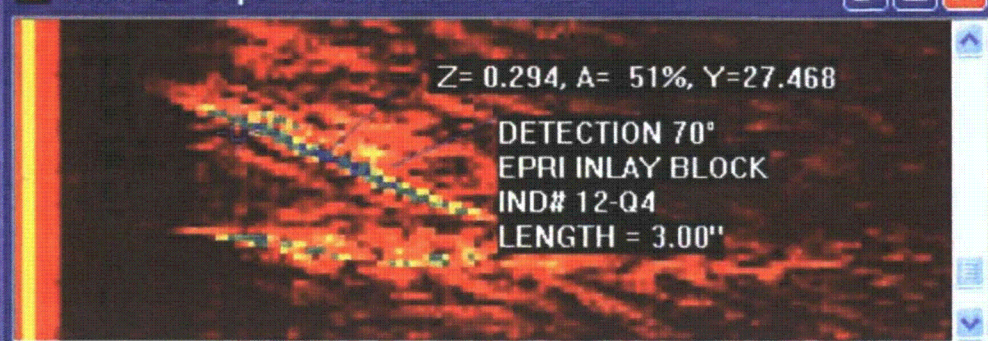 Z= 0.294, A= 51%, Y=27.468
DETECTION 70°
EPRI INLAY BLOCK
IND# 12-Q4
LENGTH = 3.00"